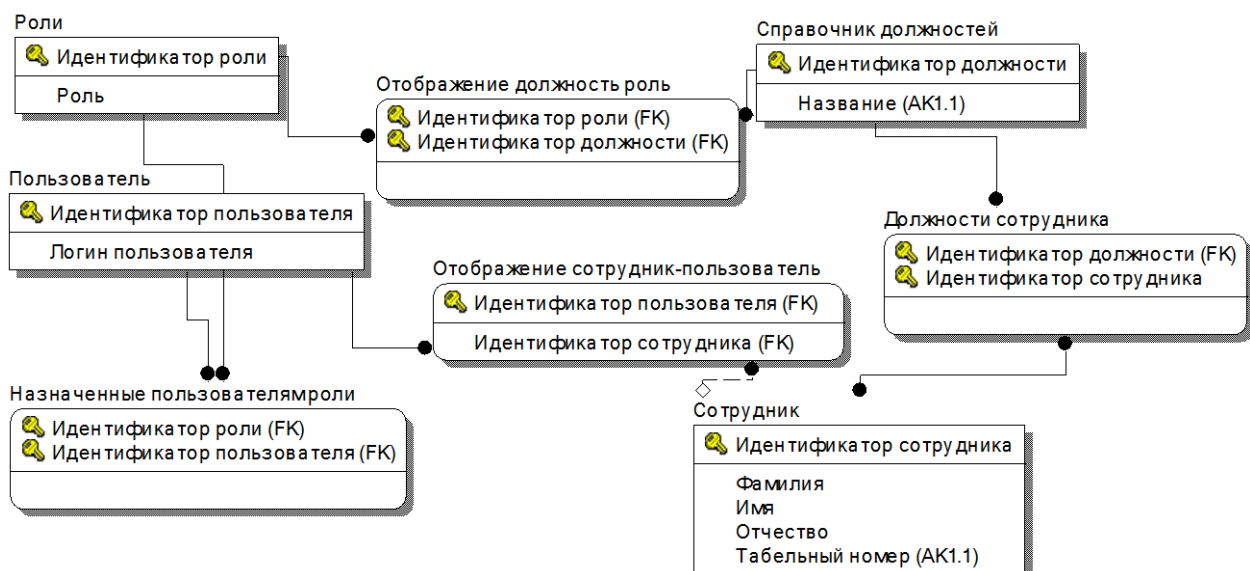 Роли
Идентификатор роли
Роль
Справочник должностей
Идентификатор должности
Название (AK1.1)
Отображение должность роль
Идентификатор роли (FK)
Идентификатор должности (FK)
Пользователь
Идентификатор пользователя
Логин пользователя
Должности сотрудника
Идентификатор должности (FK)
Идентификатор сотрудника
Отображение сотрудник-пользователь
Идентификатор пользователя (FK)
Идентификатор сотрудника (FK)
Назначенные пользователямроли
Идентификатор роли (FK)
Идентификатор пользователя (FK)
Сотрудник
Идентификатор сотрудника
Фамилия
Имя
Отчество
Табельный номер (AK1.1)